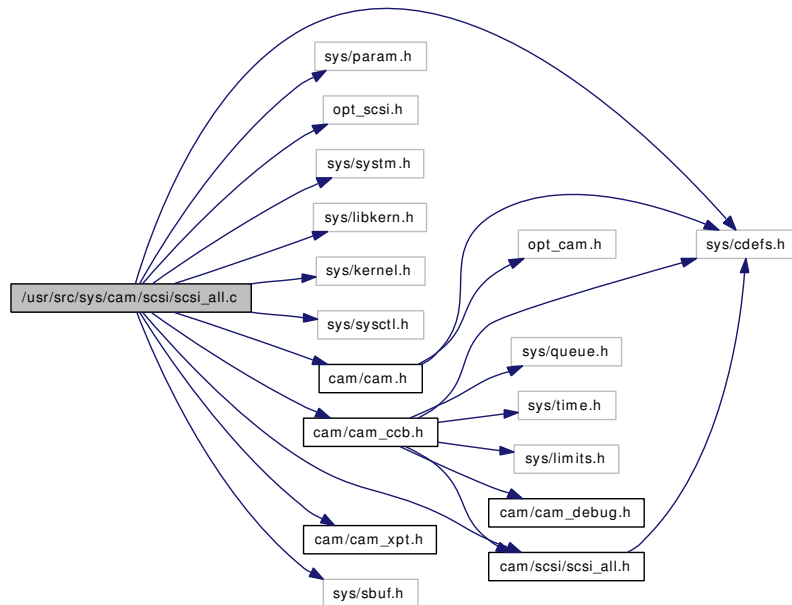 sys/param.h
opt_scsi.h
sys/systm.h
sys/libkern.h
opt_cam.h
sys/cdefs.h
sys/kernel.h
/usr/src/sys/cam/scsi/scsi_all.c
sys/sysctl.h
sys/queue.h
cam/cam.h
sys/time.h
cam/cam_ccb.h
sys/limits.h
cam/cam_debug.h
cam/cam_xpt.h
cam/scsi/scsi_all.h
sys/sbuf.h